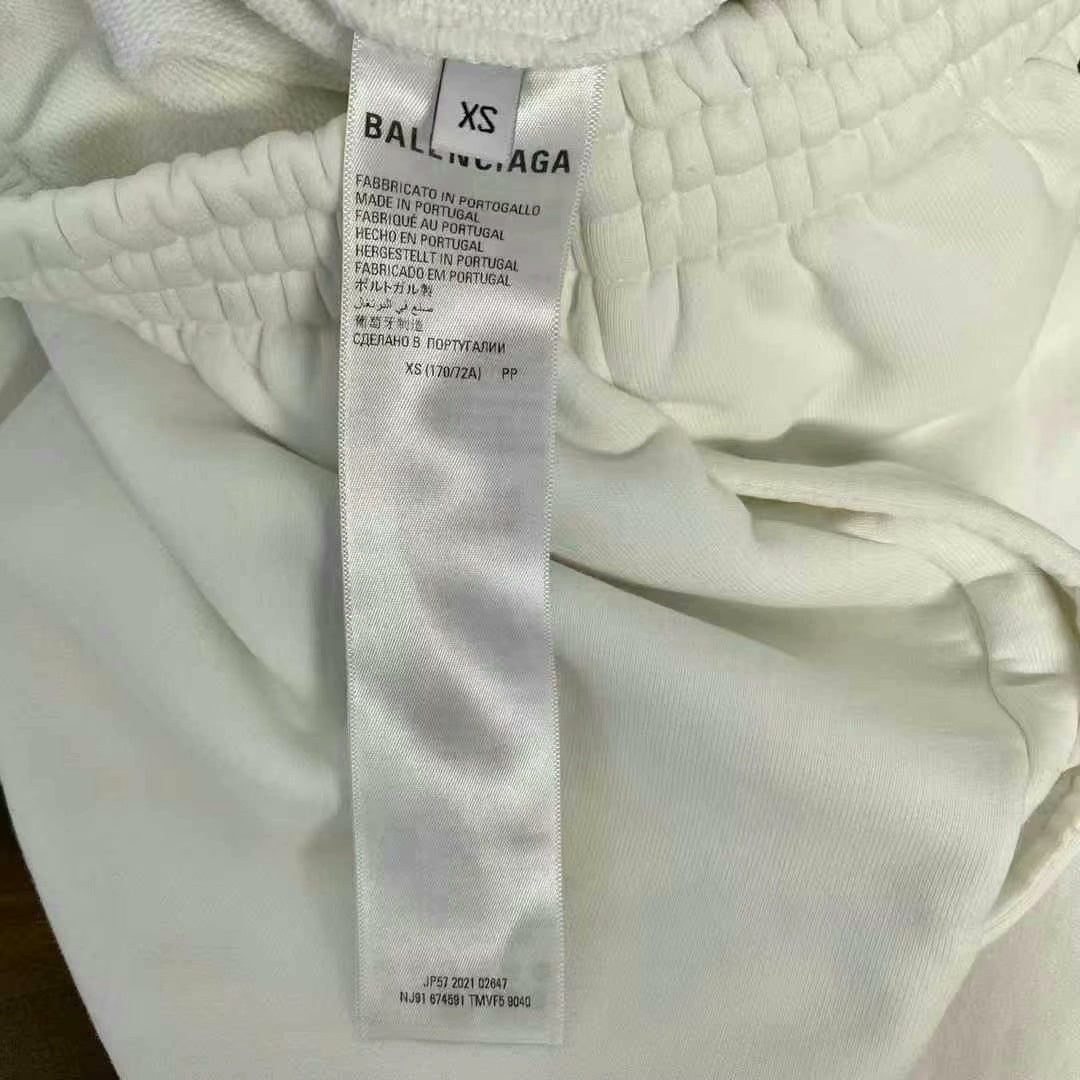 XS
BALENCIAGA
FABBRICATO IN PORTOGALLO
MADE IN PORTUGAL
FABRIQUÉ AU PORTUGAL
HECHO EN PORTUGAL
HERGESTELLT IN PORTUGAL
FABRICADO EM PORTUGAL
ポルトガル製
صنع في البرتغال
葡萄牙制造
СДЕЛАНО В ПОРТУГАЛИИ
XS (170/72A) PP
JP57 2021 02647
NJ91 674591 TMVF5 9040